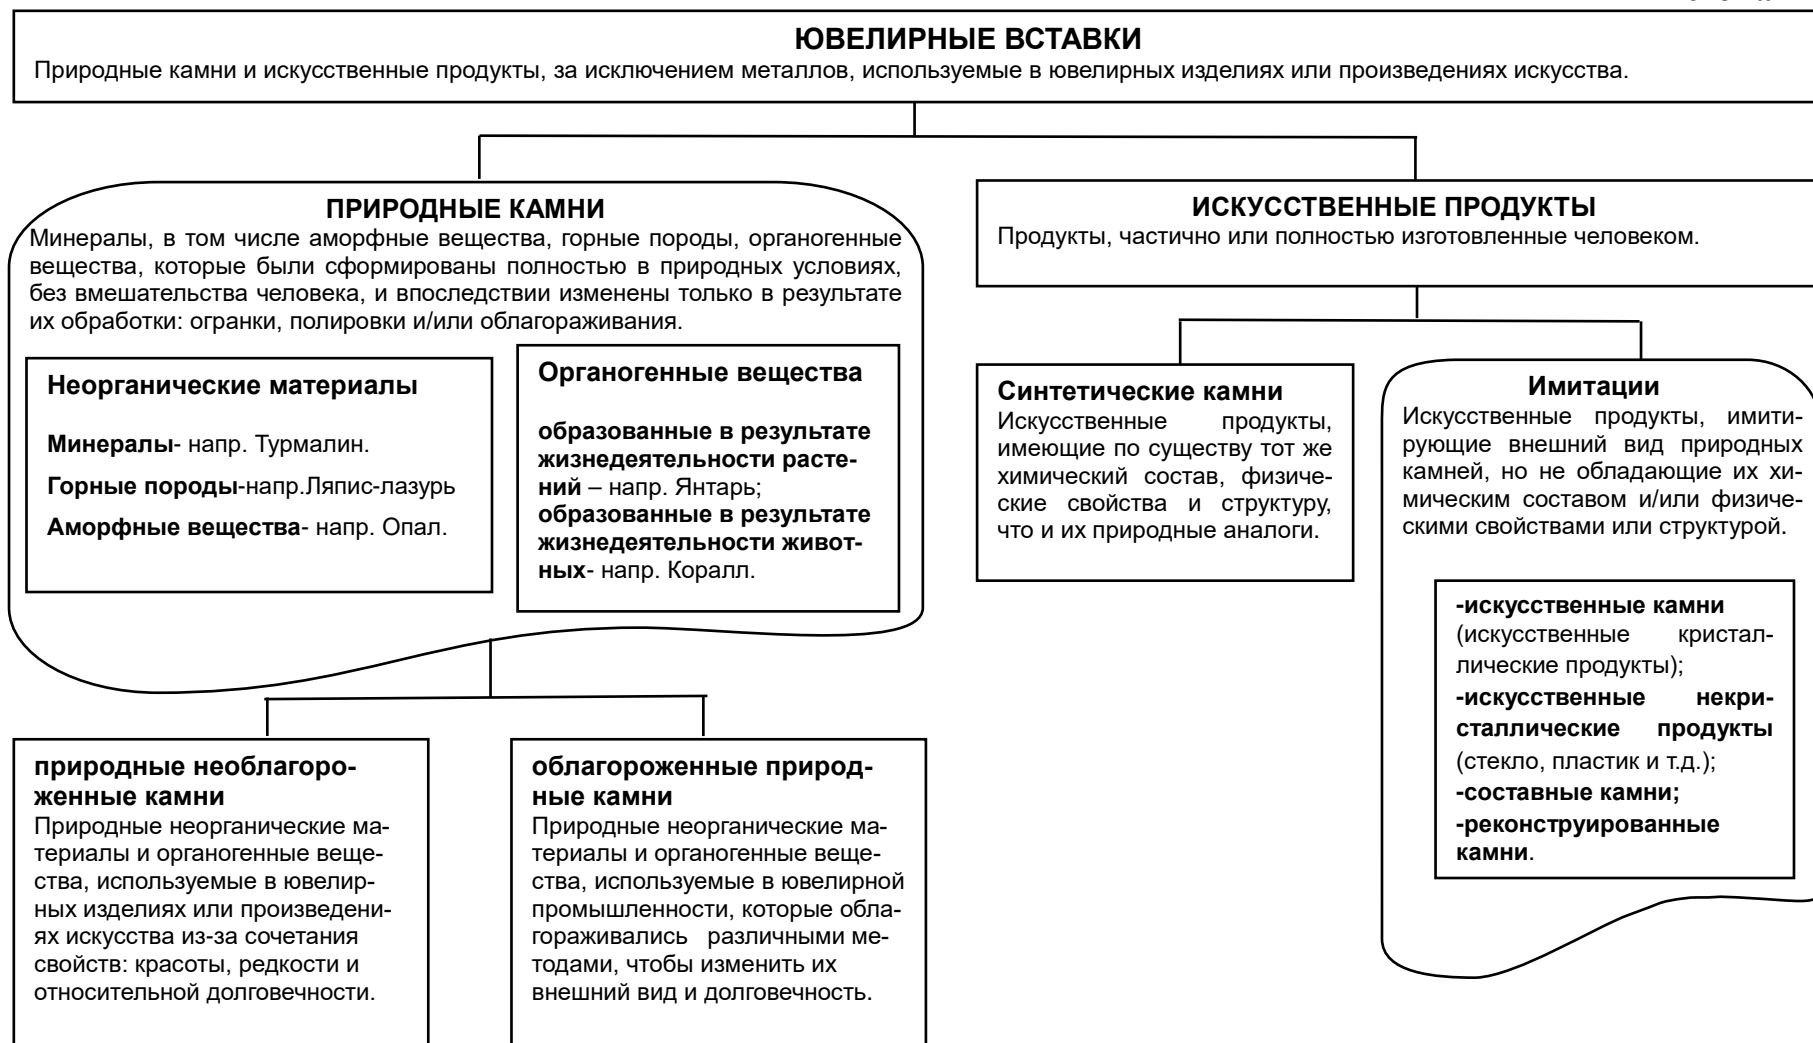 ЮВЕЛИРНЫЕ ВСТАВКИ
Природные камни и искусственные продукты, за исключением металлов, используемые в ювелирных изделиях или произведениях искусства.
ПРИРОДНЫЕ КАМНИ
Минералы, в том числе аморфные вещества, горные породы, органогенные
вещества, которые были сформированы полностью в природных условиях,
без вмешательства человека, и впоследствии изменены только в результате
их обработки: огранки, полировки и/или облагораживания.
Неорганические материалы
Минералы- напр. Турмалин.
Горные породы-напр.Ляпис-лазурь
Аморфные вещества- напр. Опал.
Органогенные вещества
образованные в результате
жизнедеятельности расте-
ний – напр. Янтарь;
образованные в результате
жизнедеятельности живот-
ных- напр. Коралл.
природные необлагоро-
женные камни
Природные неорганические ма-
териалы и органогенные веще-
ства, используемые в ювелир-
ных изделиях или произведени-
ях искусства из-за сочетания
свойств: красоты, редкости и
относительной долговечности.
облагороженные природ-
ные камни
Природные неорганические ма-
териалы и органогенные веще-
ства, используемые в ювелирной
промышленности, которые обла-
гораживались различными ме-
тодами, чтобы изменить их
внешний вид и долговечность.
ИСКУССТВЕННЫЕ ПРОДУКТЫ
Продукты, частично или полностью изготовленные человеком.
Синтетические камни
Искусственные продукты,
имеющие по существу тот же
химический состав, физиче-
ские свойства и структуру,
что и их природные аналоги.
Имитации
Искусственные продукты, имити-
рующие внешний вид природных
камней, но не обладающие их хи-
мическим составом и/или физиче-
скими свойствами или структурой.
-искусственные камни
(искусственные кристал-
лические продукты);
-искусственные некри-
сталлические продукты
(стекло, пластик и т.д.);
-составные камни;
-реконструированные
камни.